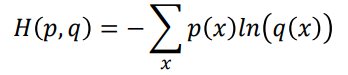 H(p, q) = − ∑ₓ p(x)ln(q(x))